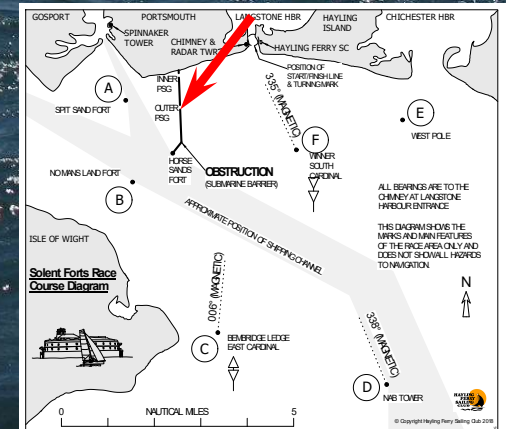 GOSPORT
PORTSMOUTH
LANGSTONE HBR
HAYLING
ISLAND
CHICHESTER HBR
SPINNAKER
TOWER
CHIMNEY &
RADAR TWR
HAYLING FERRY SC
POSITION OF
START/FINISH LINE
& TURNING MARK
INNER
PSG
A
SPIT SAND FORT
OUTER
PSG
335° (MAGNETIC)
E
WEST POLE
F
WINNER
SOUTH
CARDINAL
HORSE
SANDS
FORT
OBSTRUCTION
(SUBMARINE BARRIER)
NO MANS LAND FORT
B
ALL BEARINGS ARE TO THE
CHIMNEY AT LANGSTONE
HARBOUR ENTRANCE
THIS DIAGRAM SHOWS THE
MARKS AND MAIN FEATURES
OF THE RACE AREA ONLY AND
DOES NOT SHOW ALL HAZARDS
TO NAVIGATION.
APPROXIMATE POSITION OF SHIPPING CHANNEL
ISLE OF WIGHT
Solent Forts Race
Course Diagram
N
006° (MAGNETIC)
338° (MAGNETIC)
C
BEMBRIDGE LEDGE
EAST CARDINAL
D
NAB TOWER
0
NAUTICAL MILES
5
HAYLING
FERRY
SAILING
© Copyright Hayling Ferry Sailing Club 2018